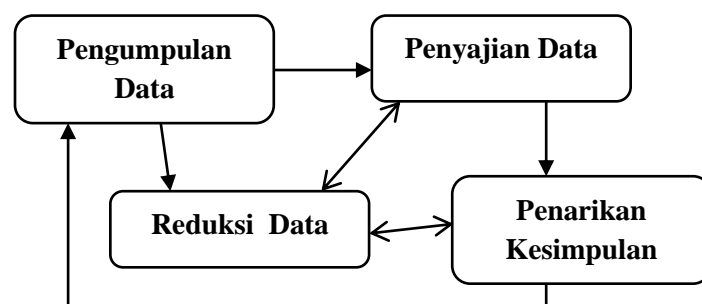 Pengumpulan
Data
Penyajian Data
Reduksi  Data
Penarikan
Kesimpulan